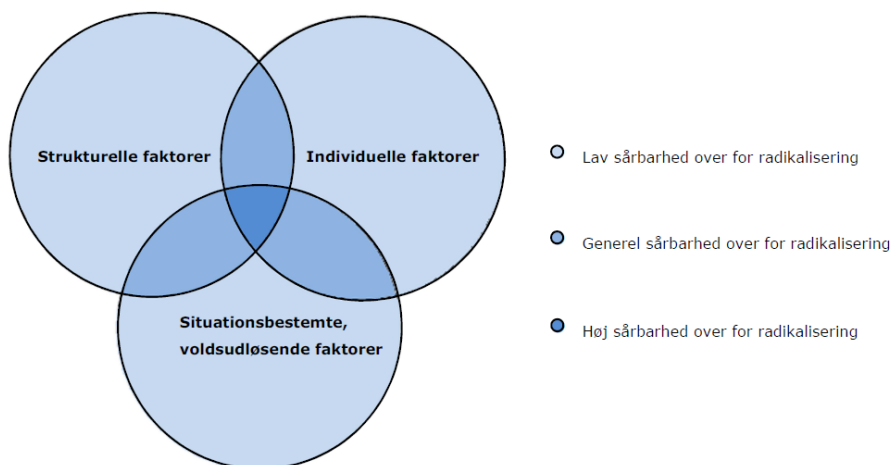 Strukturelle faktorer
Individuelle faktorer
Situationsbestemte,
voldsudløsende faktorer
Lav sårbarhed over for radikalisering
Generel sårbarhed over for radikalisering
Høj sårbarhed over for radikalisering